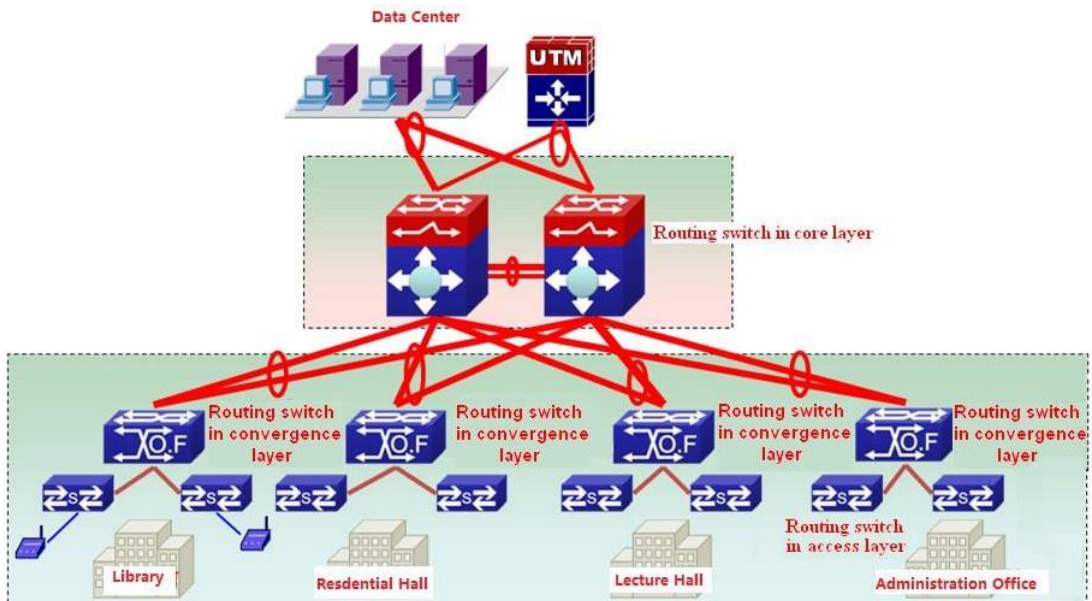 Data Center
UTM
Routing switch in core layer
O.F
Routing switch
in convergence
layer
O.F
Routing switch
in convergence
layer
O.F
Routing switch
in convergence
layer
O.F
Routing switch
in convergence
layer
S
S
S
S
S
S
S
S
Routing switch
in access layer
Library
Resdential Hall
Lecture Hall
Administration Office